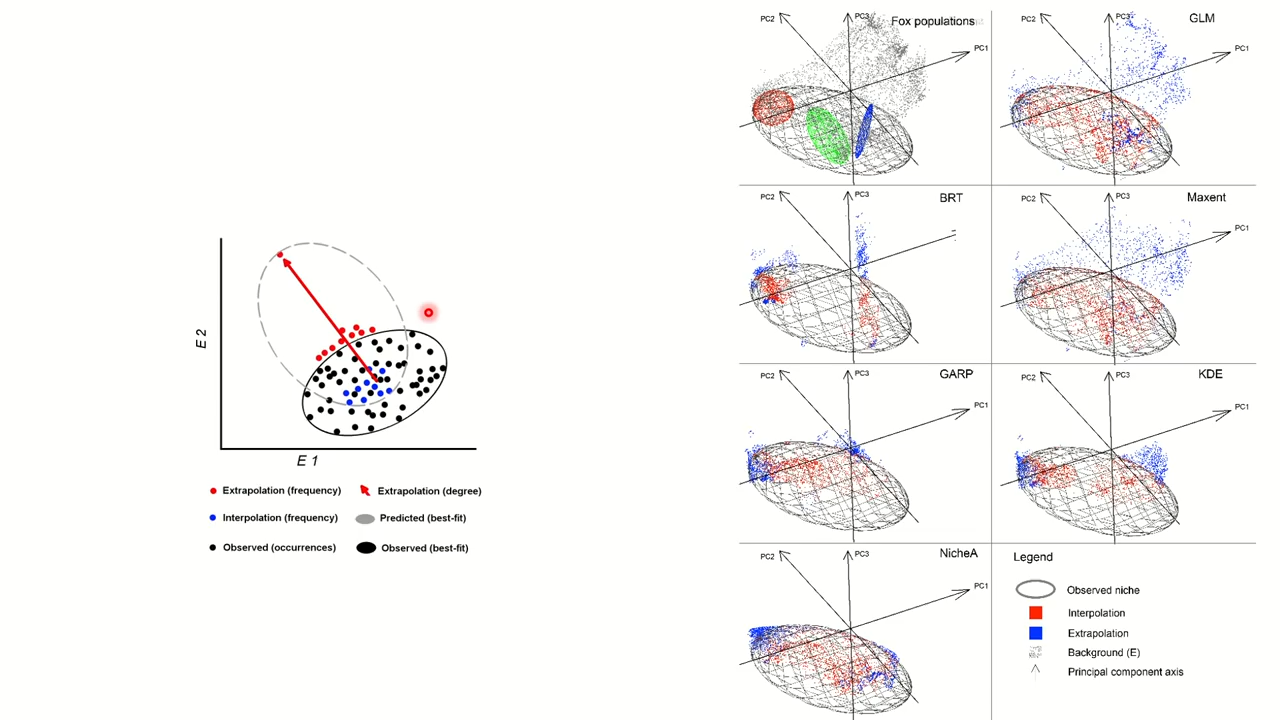 E 2
E 1
Extrapolation (frequency)
Extrapolation (degree)
Interpolation (frequency)
Predicted (best-fit)
Observed (occurrences)
Observed (best-fit)
PC2
PC3
Fox populations
PC1
PC2
PC3
GLM
PC1
PC2
PC3
BRT
PC2
PC3
Maxent
PC1
PC2
PC3
GARP
PC1
PC2
PC3
KDE
PC1
PC2
PC3
NicheA
PC1
Legend
Observed niche
Interpolation
Extrapolation
Background (E)
Principal component axis